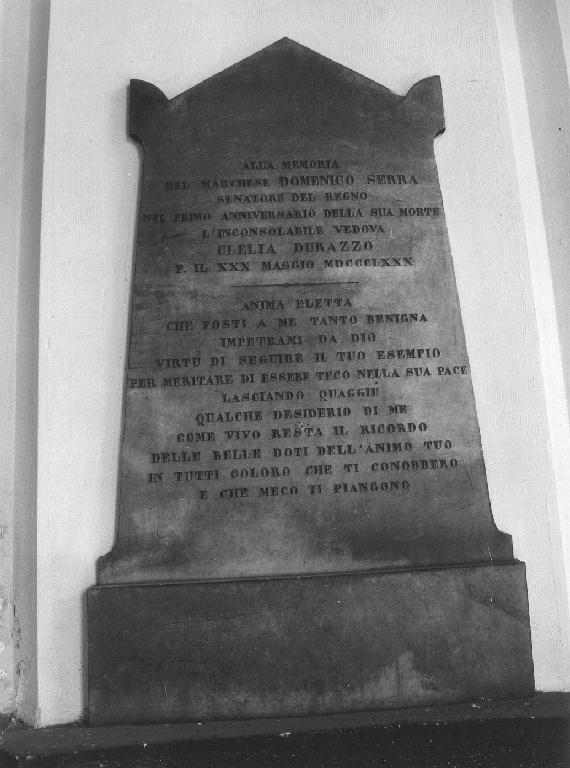 ALLA MEMORIA
DEL MARCHESE DOMENICO SERRA
SENATORE DEL REGNO
NEL PRIMO ANNIVERSARIO DELLA SUA MORTE
L'INCONSOLABILE VEDOVA
CLELIA DURAZZO
P. IL XXX MAGGIO MDCCCLXXX
ANIMA ELETTA
CHE FOSTI A ME TANTO BENIGNA
IMPETRAMI DA DIO
VIRTÙ DI SEGUIRE IL TUO ESEMPIO
PER MERITARE DI ESSERE TECO NELLA SUA PACE
LASCIANDO QUAGGIÙ
QUALCHE DESIDERIO DI ME
COME VIVO RESTA IL RICORDO
DELLE BELLE DOTI DELL'ANIMO TUO
IN TUTTI COLORO CHE TI CONOBBERO
E CHE MECO TI PIANGONO